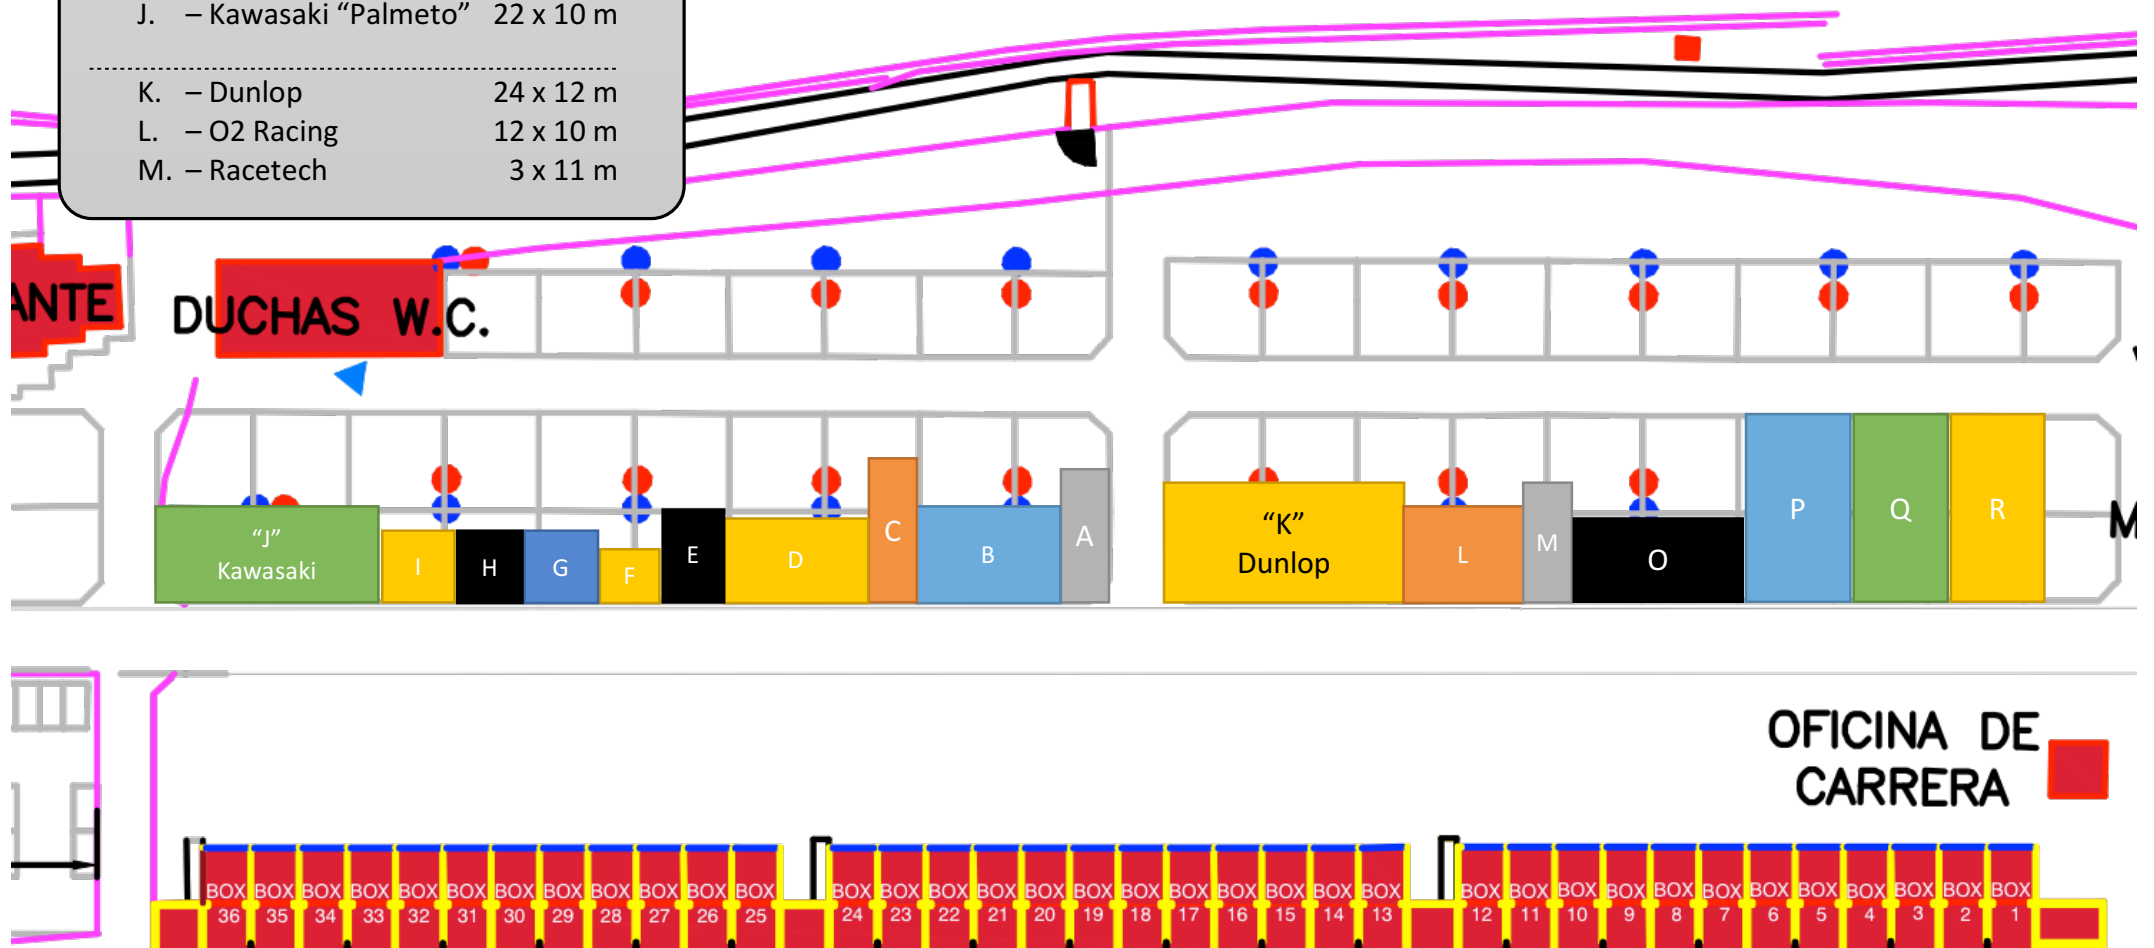 J. – Kawasaki “Palmeto” 22 x 10 m
K. – Dunlop 24 x 12 m
L. – O2 Racing 12 x 10 m
M. – Racetech 3 x 11 m
ANTE
DUCHAS W.C.
“J”
Kawasaki
I
H
G
F
E
D
C
B
A
“K”
Dunlop
L
M
O
P
Q
R
M
OFICINA DE
CARRERA
BOX 36
BOX 35
BOX 34
BOX 33
BOX 32
BOX 31
BOX 30
BOX 29
BOX 28
BOX 27
BOX 26
BOX 25
BOX 24
BOX 23
BOX 22
BOX 21
BOX 20
BOX 19
BOX 18
BOX 17
BOX 16
BOX 15
BOX 14
BOX 13
BOX 12
BOX 11
BOX 10
BOX 9
BOX 8
BOX 7
BOX 6
BOX 5
BOX 4
BOX 3
BOX 2
BOX 1